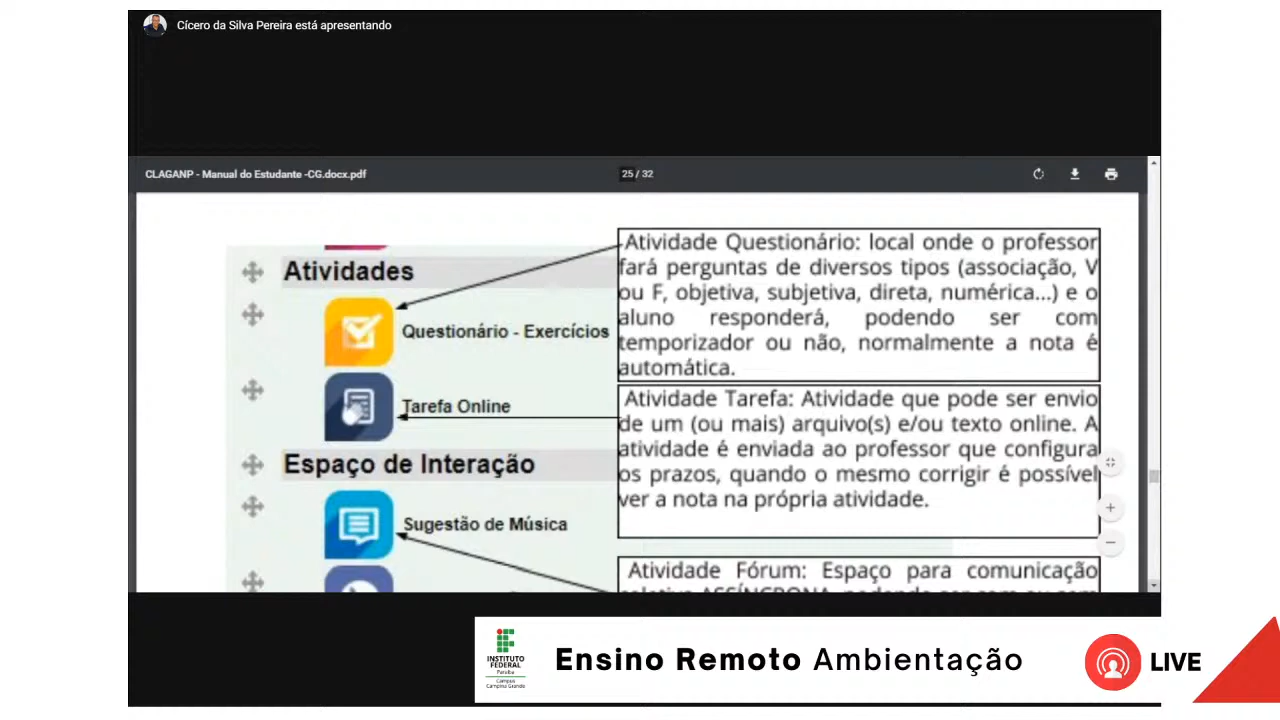 Cícero da Silva Pereira está apresentando
CLAGANP - Manual do Estudante -CG.docx.pdf
25 / 32
Atividades
Questionário - Exercícios
Tarefa Online
Espaço de Interação
Sugestão de Música
Atividade Questionário: local onde o professor
fará perguntas de diversos tipos (associação, V
ou F, objetiva, subjetiva, direta, numérica...) e o
aluno responderá, podendo ser com
temporizador ou não, normalmente a nota é
automática.
Atividade Tarefa: Atividade que pode ser envio
de um (ou mais) arquivo(s) e/ou texto online. A
atividade é enviada ao professor que configura
os prazos, quando o mesmo corrigir é possível
ver a nota na própria atividade.
Atividade Fórum: Espaço para comunicação
INSTITUTO
FEDERAL
Paraíba
Campus
Campina Grande
Ensino Remoto Ambientação
LIVE